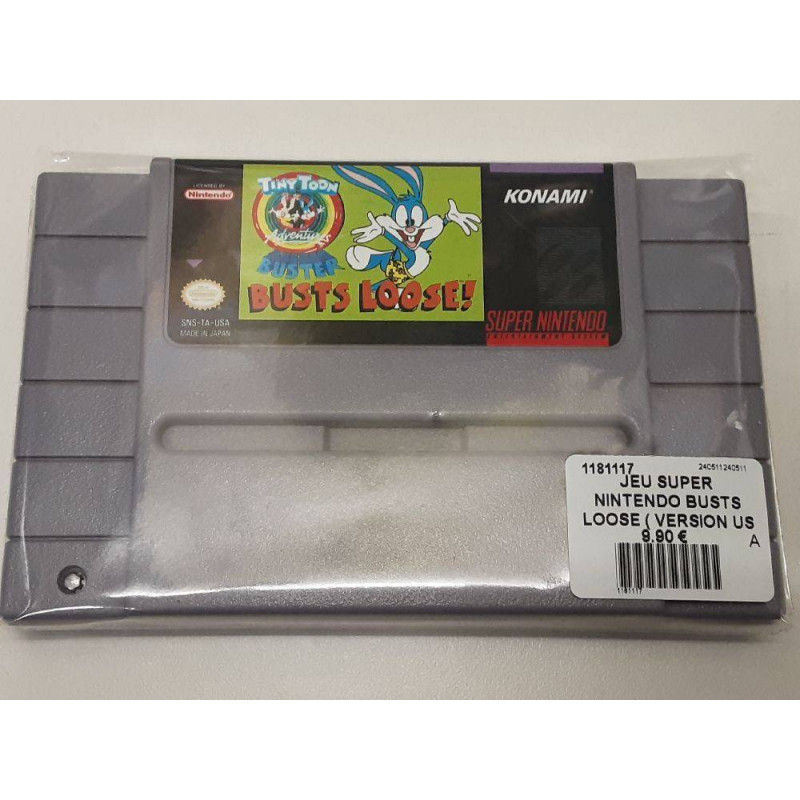 LICENSED BY
Nintendo
SNS-TA-USA
MADE IN JAPAN
TINY TOON
Adventures
BUSTER
BUSTS LOOSE!
KONAMI®
SUPER NINTENDO
ENTERTAINMENT SYSTEM
1181117 240511240511
JEU SUPER
NINTENDO BUSTS
LOOSE ( VERSION US
9.90 € A
1181117